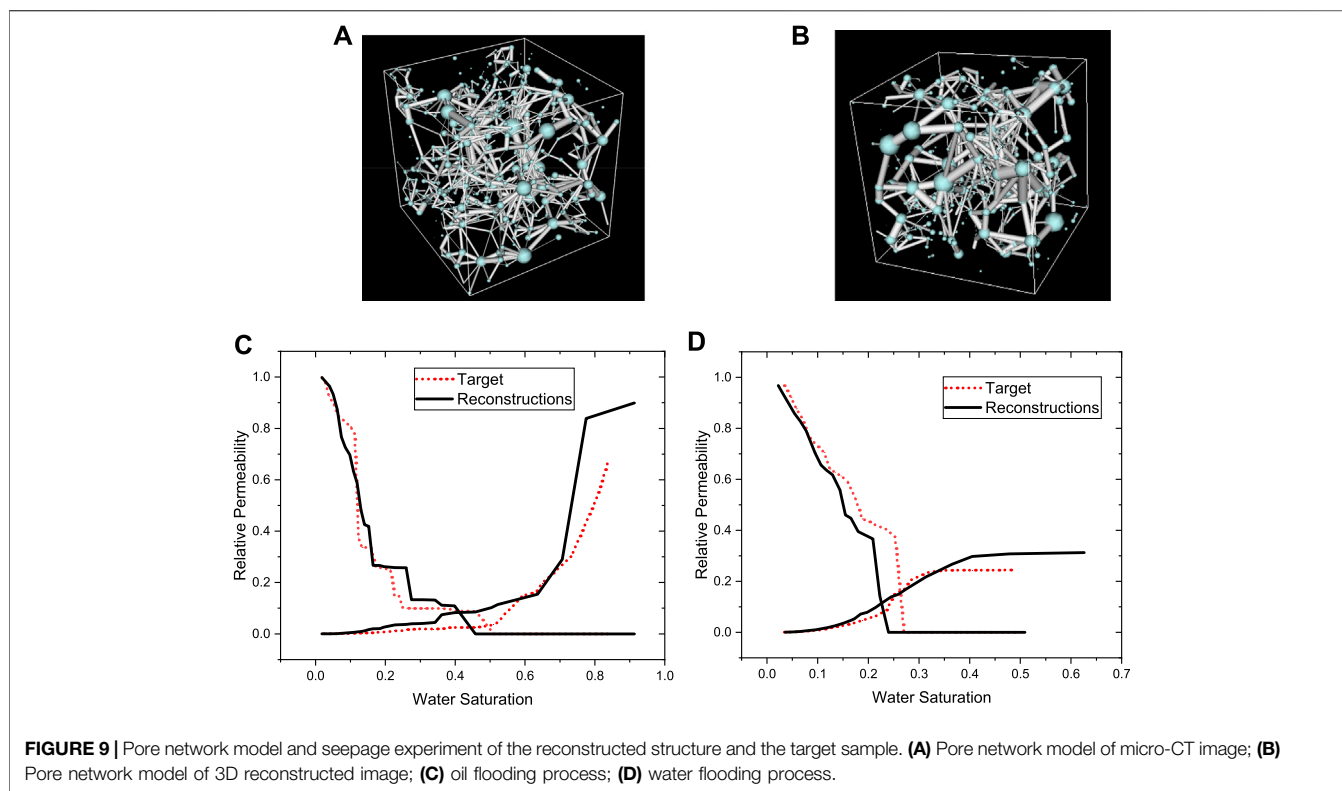 A
B
C
D
Target
Reconstructions
Relative Permeability
1.0
0.8
0.6
0.4
0.2
0.0
0.0 0.2 0.4 0.6 0.8 1.0
Water Saturation
Target
Reconstructions
Relative Permeability
1.0
0.8
0.6
0.4
0.2
0.0
0.0 0.1 0.2 0.3 0.4 0.5 0.6 0.7
Water Saturation
FIGURE 9 | Pore network model and seepage experiment of the reconstructed structure and the target sample. (A) Pore network model of micro-CT image; (B)
Pore network model of 3D reconstructed image; (C) oil flooding process; (D) water flooding process.